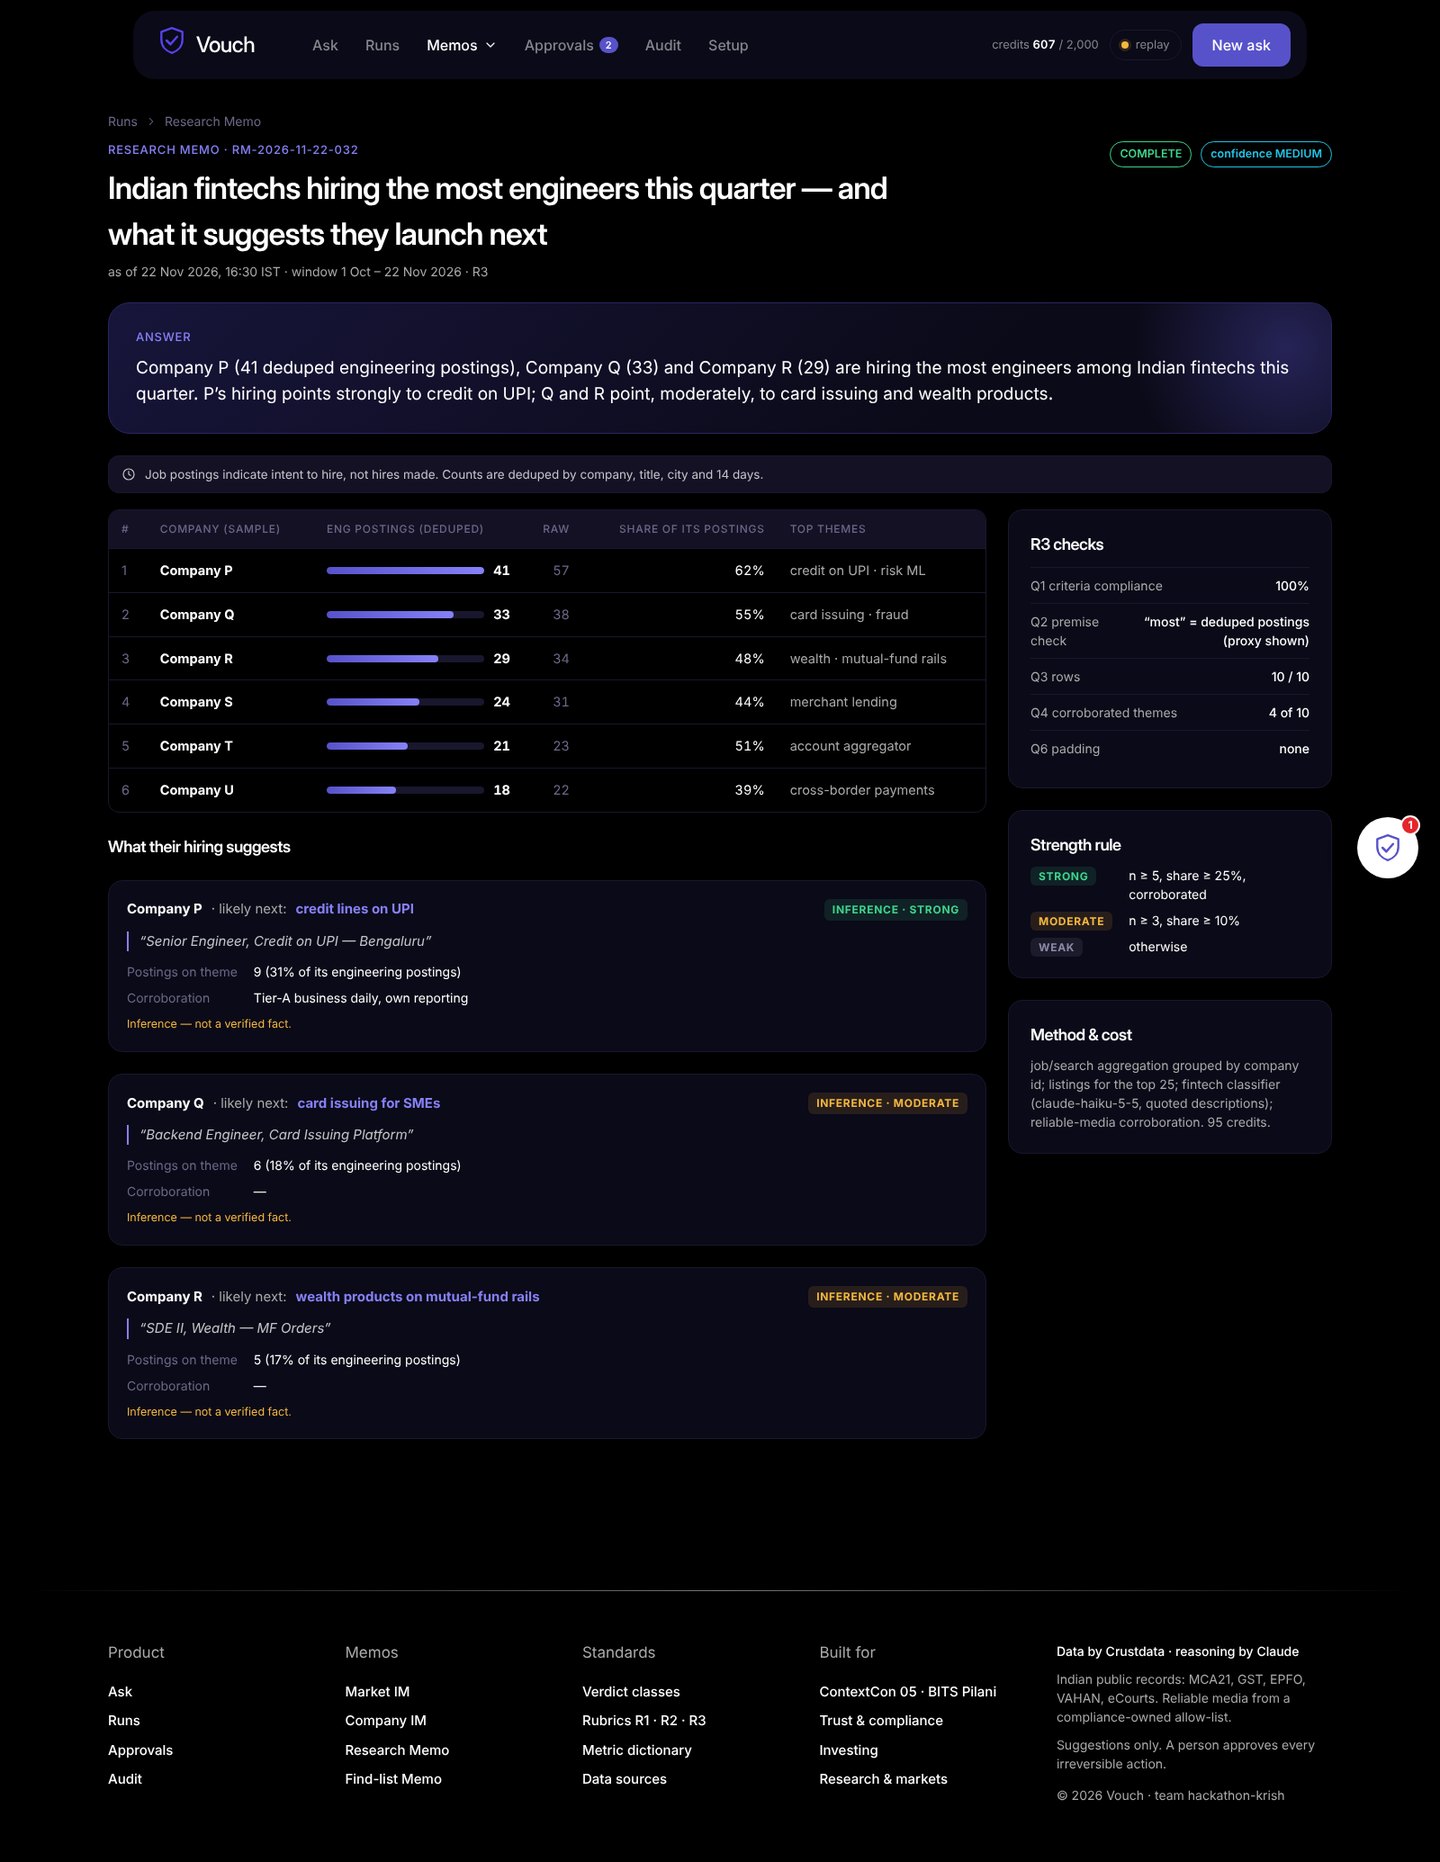 Vouch
Ask
Runs
Memos
Approvals 2
Audit
Setup
credits 607 / 2,000
replay
New ask
Runs > Research Memo
RESEARCH MEMO · RM-2026-11-22-032
COMPLETE
confidence MEDIUM
Indian fintechs hiring the most engineers this quarter — and
what it suggests they launch next
as of 22 Nov 2026, 16:30 IST · window 1 Oct – 22 Nov 2026 · R3
ANSWER
Company P (41 deduped engineering postings), Company Q (33) and Company R (29) are hiring the most engineers among Indian fintechs this
quarter. P’s hiring points strongly to credit on UPI; Q and R point, moderately, to card issuing and wealth products.
Job postings indicate intent to hire, not hires made. Counts are deduped by company, title, city and 14 days.
# COMPANY (SAMPLE) ENG POSTINGS (DEDUPED) RAW SHARE OF ITS POSTINGS TOP THEMES
1 Company P 41 57 62% credit on UPI · risk ML
2 Company Q 33 38 55% card issuing · fraud
3 Company R 29 34 48% wealth · mutual-fund rails
4 Company S 24 31 44% merchant lending
5 Company T 21 23 51% account aggregator
6 Company U 18 22 39% cross-border payments
What their hiring suggests
Company P · likely next: credit lines on UPI
INFERENCE · STRONG
“Senior Engineer, Credit on UPI — Bengaluru”
Postings on theme 9 (31% of its engineering postings)
Corroboration Tier-A business daily, own reporting
Inference — not a verified fact.
Company Q · likely next: card issuing for SMEs
INFERENCE · MODERATE
“Backend Engineer, Card Issuing Platform”
Postings on theme 6 (18% of its engineering postings)
Corroboration —
Inference — not a verified fact.
Company R · likely next: wealth products on mutual-fund rails
INFERENCE · MODERATE
“SDE II, Wealth — MF Orders”
Postings on theme 5 (17% of its engineering postings)
Corroboration —
Inference — not a verified fact.
R3 checks
Q1 criteria compliance 100%
Q2 premise check “most” = deduped postings (proxy shown)
Q3 rows 10 / 10
Q4 corroborated themes 4 of 10
Q6 padding none
Strength rule
STRONG n ≥ 5, share ≥ 25%,
corroborated
MODERATE n ≥ 3, share ≥ 10%
WEAK otherwise
Method & cost
job/search aggregation grouped by company
id; listings for the top 25; fintech classifier
(claude-haiku-5-5, quoted descriptions);
reliable-media corroboration. 95 credits.
1
Product
Ask
Runs
Approvals
Audit
Memos
Market IM
Company IM
Research Memo
Find-list Memo
Standards
Verdict classes
Rubrics R1 · R2 · R3
Metric dictionary
Data sources
Built for
ContextCon 05 · BITS Pilani
Trust & compliance
Investing
Research & markets
Data by Crustdata · reasoning by Claude
Indian public records: MCA21, GST, EPFO,
VAHAN, eCourts. Reliable media from a
compliance-owned allow-list.
Suggestions only. A person approves every
irreversible action.
© 2026 Vouch · team hackathon-krish